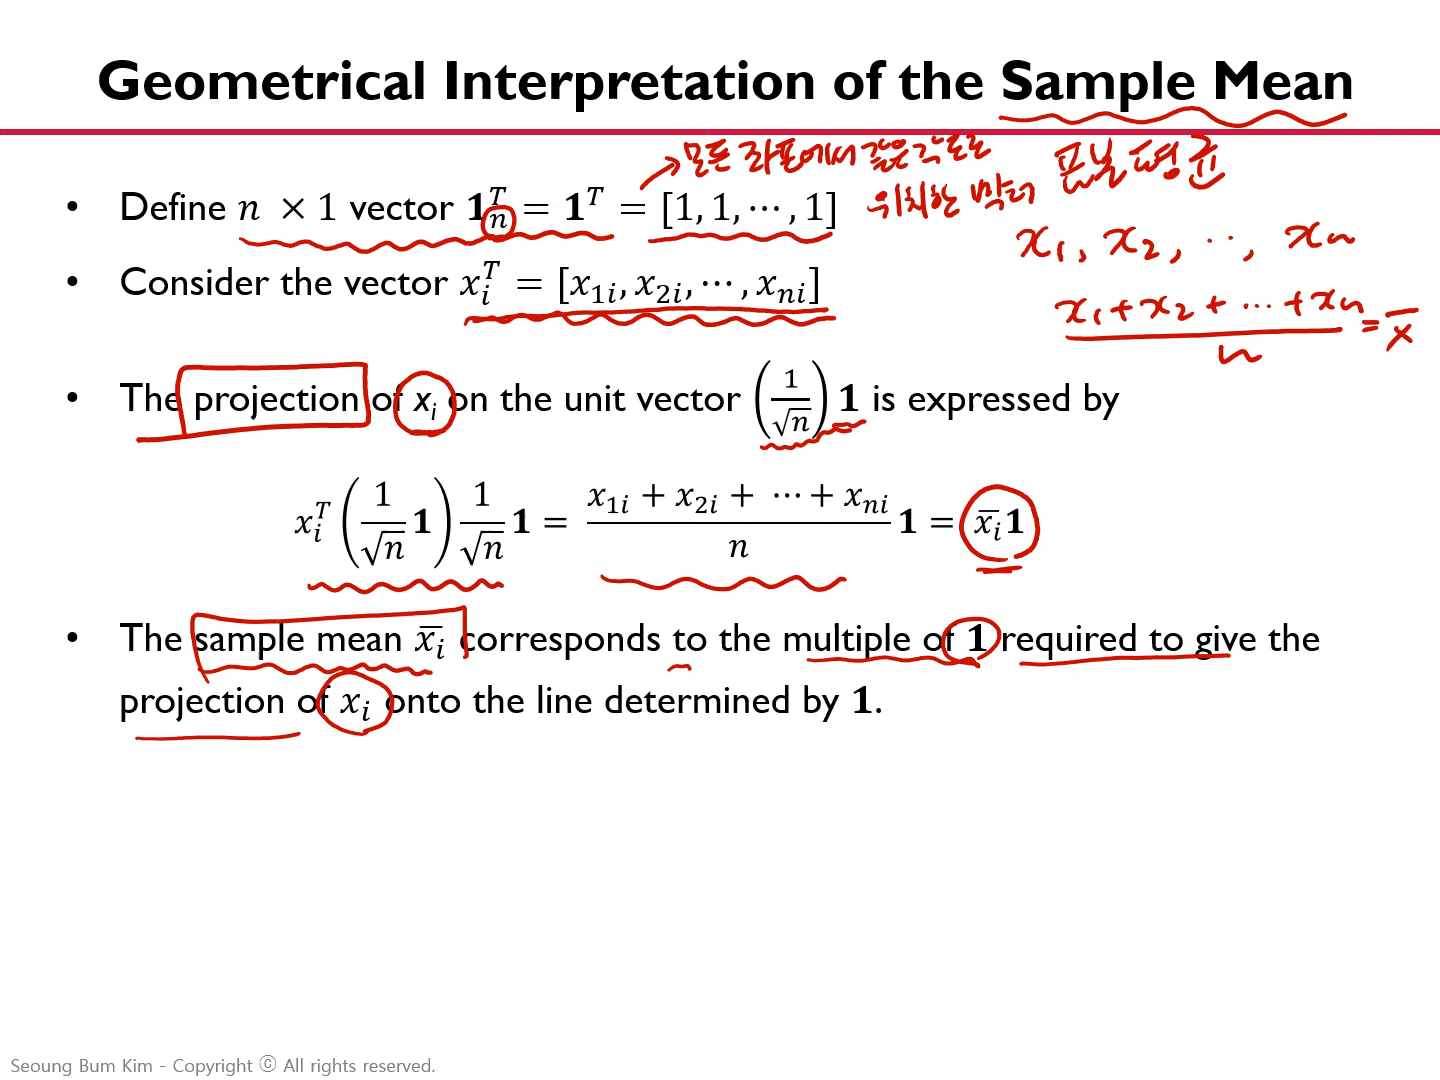 Geometrical Interpretation of the Sample Mean
→ 모든 좌표에서 같은 각도로
위치한 벡터
표본평균
• Define n × 1 vector 𝟏ₙᵀ = 𝟏ᵀ = [1, 1, ⋯, 1]
x₁, x₂, ⋯, xₙ
• Consider the vector xᵢᵀ = [x₁ᵢ, x₂ᵢ, ⋯, xₙᵢ]
(x₁ + x₂ + ⋯ + xₙ)/n = x̄
• The projection of xᵢ on the unit vector (1/√n) 𝟏 is expressed by
xᵢᵀ (1/√n 𝟏) 1/√n 𝟏 = (x₁ᵢ + x₂ᵢ + ⋯ + xₙᵢ)/n 𝟏 = x̄ᵢ𝟏
• The sample mean x̄ᵢ corresponds to the multiple of 𝟏 required to give the
projection of xᵢ onto the line determined by 𝟏.
Seoung Bum Kim - Copyright ⓒ All rights reserved.